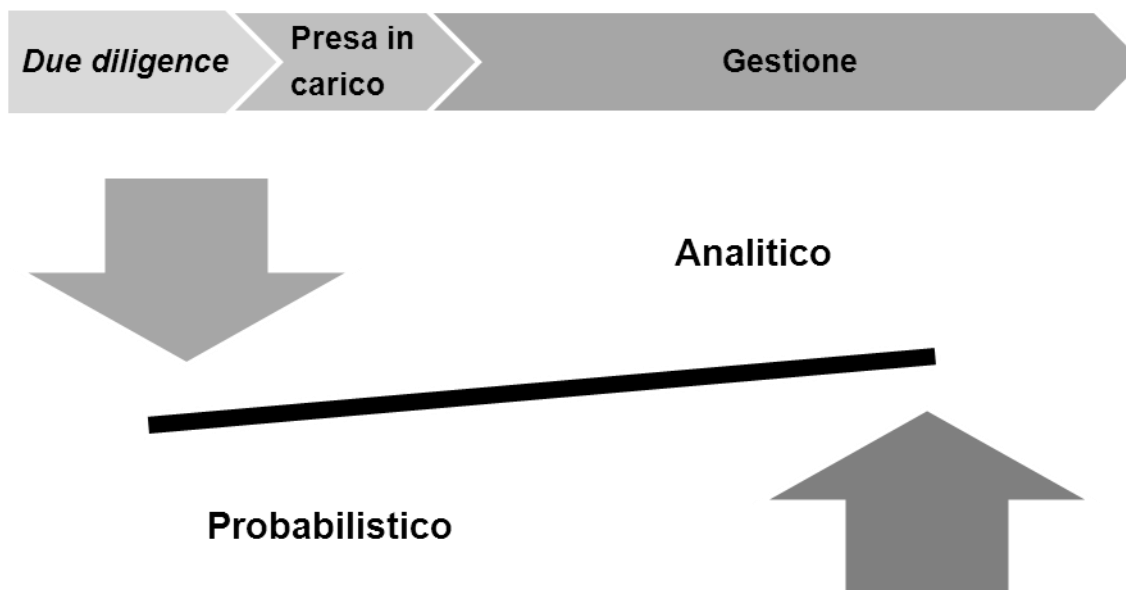 Due diligence
Presa in
carico
Gestione
Analitico
Probabilistico